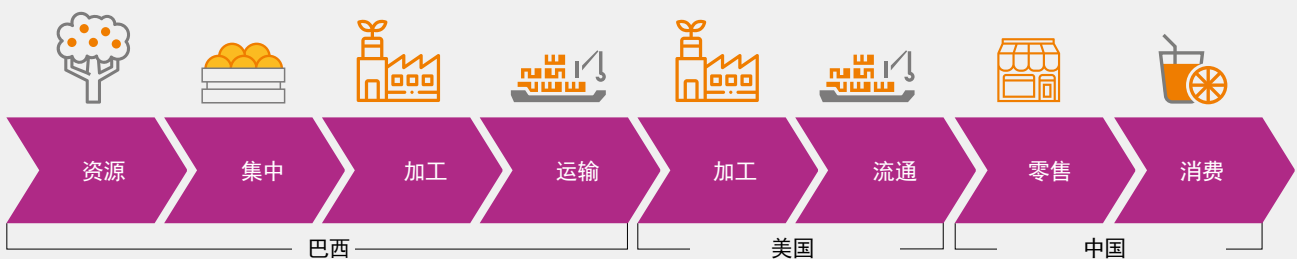 资源 集中 加工 运输 加工 流通 零售 消费
巴西 美国 中国